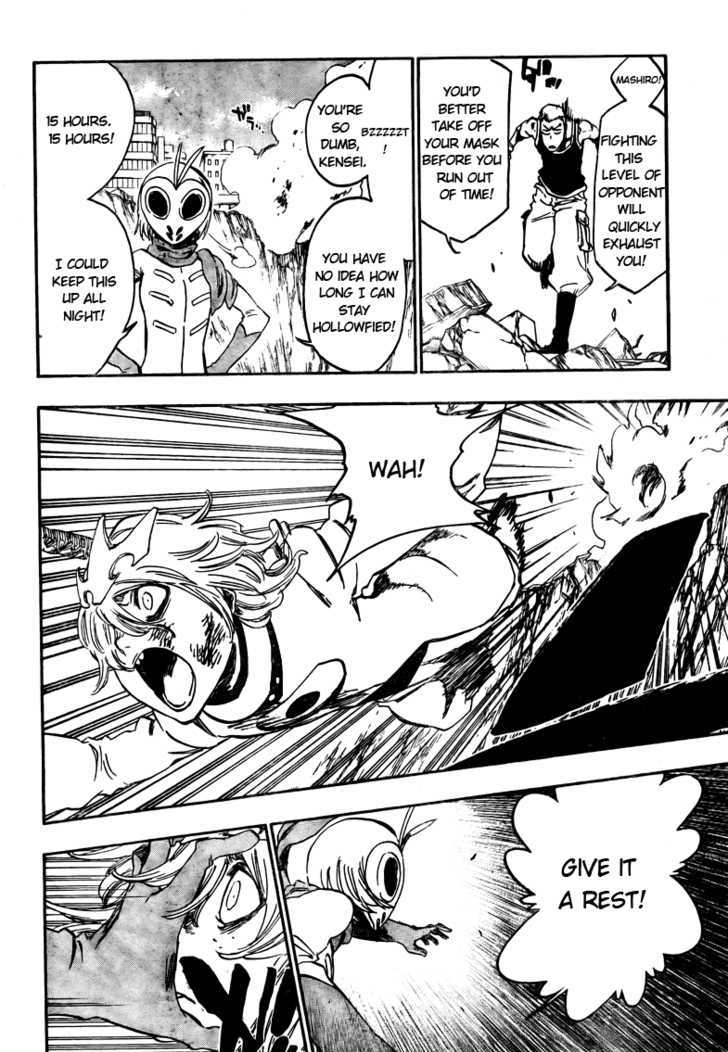 MASHIRO!
FIGHTING
THIS
LEVEL OF
OPPONENT
WILL
QUICKLY
EXHAUST
YOU!
YOU'D
BETTER
TAKE OFF
YOUR MASK
BEFORE YOU
RUN OUT
OF TIME!
BZZZZZT
!
YOU'RE
SO
DUMB,
KENSEI.
YOU HAVE
NO IDEA HOW
LONG I CAN
STAY
HOLLOWFIED!
15 HOURS.
15 HOURS!
I COULD
KEEP THIS
UP ALL
NIGHT!
WAH!
GIVE IT
A REST!